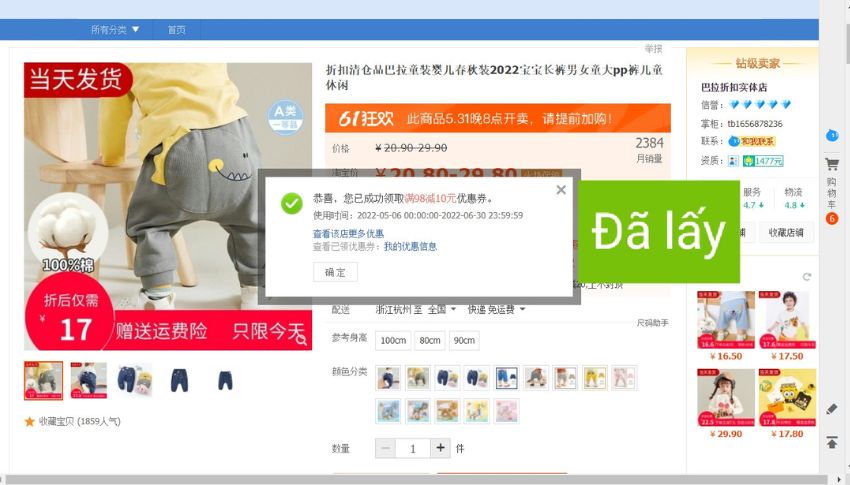 所有分类 ▼
首页
举报
当天发货
A类
一等品
100%棉
折后仅需
¥ 17
赠送运费险 只限今天
收藏宝贝 (1859人气)
折扣清仓品巴拉童装婴儿春秋装2022宝宝长裤男女童大pp裤儿童
休闲
61狂欢 此商品5.31晚8点开卖，请提前加购！
价格 ¥ 20.90-29.90
2384
月销量
淘宝价 ¥ 20.80-29.80
恭喜，您已成功领取满98减10元优惠券。
使用时间：2022-05-06 00:00:00-2022-06-30 23:59:59
查看该店更多优惠
查看已领优惠券：我的优惠信息
确 定
Đã lấy
配送 浙江杭州 至 全国 快递 免运费
尺码助手
参考身高 100cm 80cm 90cm
颜色分类
数量 − 1 + 件
钻级卖家
巴拉折扣实体店
信誉：
掌柜：tb1656878236
联系：和我联系
资质：1477元
服务 物流
4.7 4.8
收藏店铺
¥ 16.50 ¥ 17.50
¥ 29.90 ¥ 17.80
购物车
6